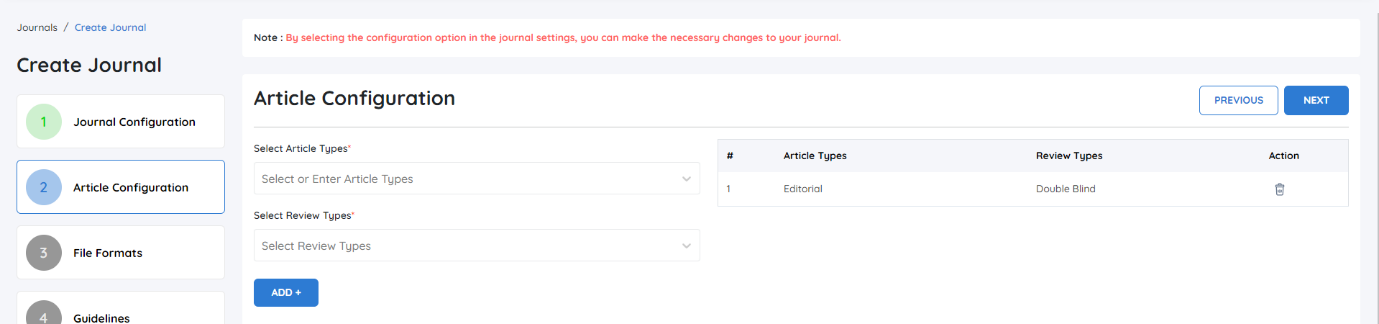 Journals / Create Journal
Create Journal
1 Journal Configuration
2 Article Configuration
3 File Formats
4 Guidelines
Note : By selecting the configuration option in the journal settings, you can make the necessary changes to your journal.
Article Configuration
PREVIOUS NEXT
Select Article Types*
Select or Enter Article Types
Select Review Types*
Select Review Types
ADD +
# Article Types Review Types Action
1 Editorial Double Blind